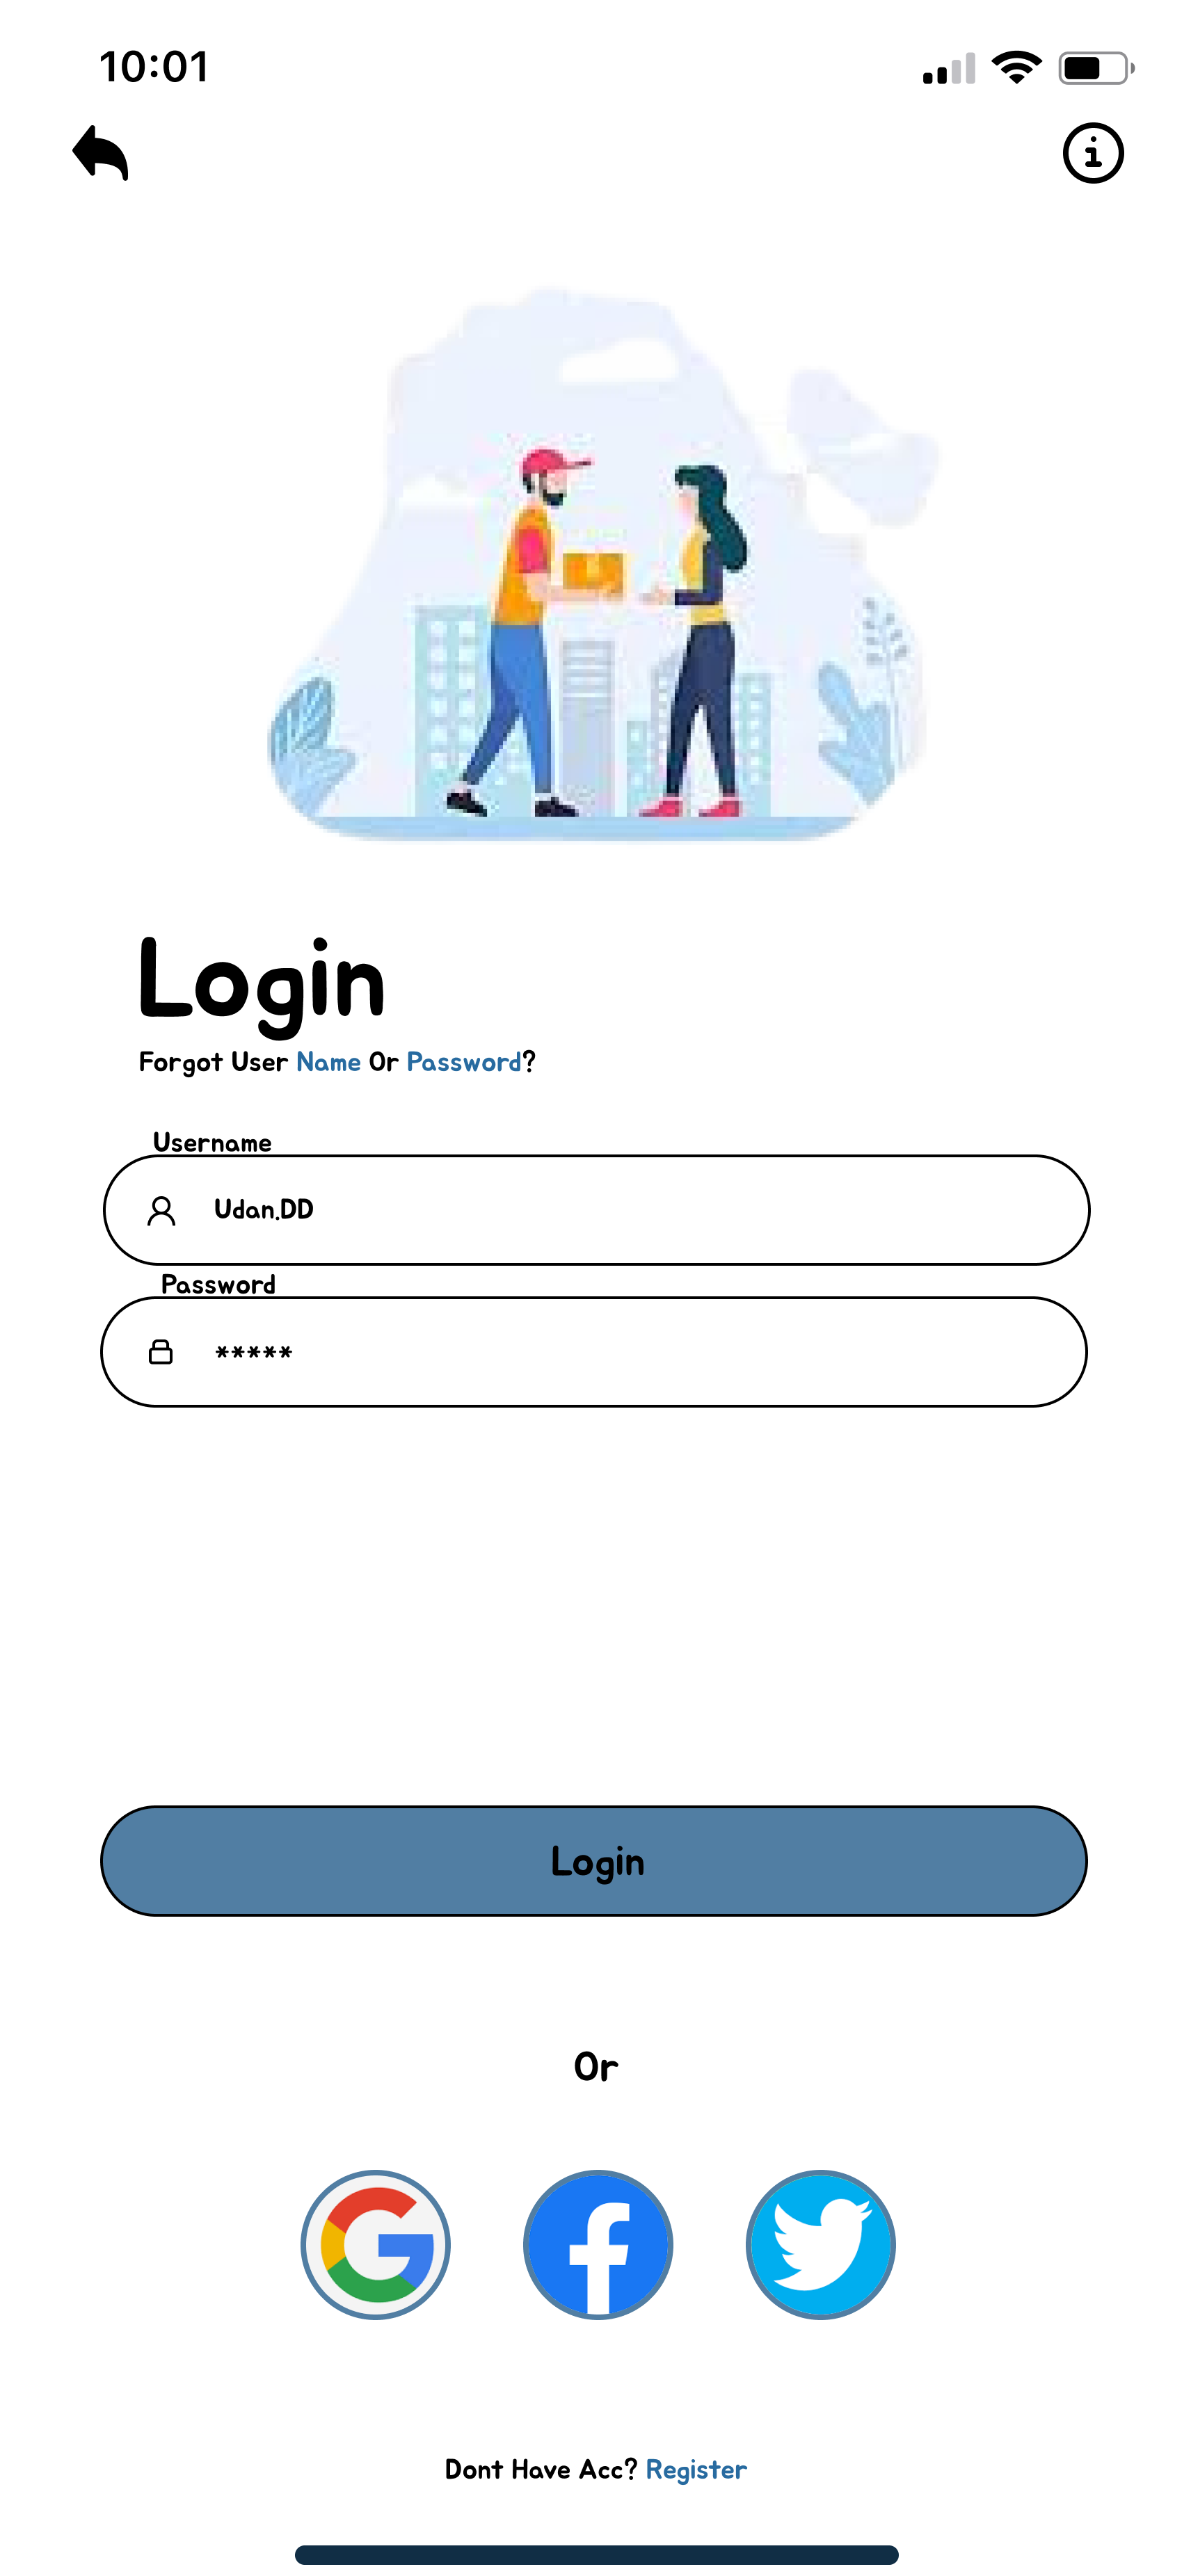 10:01
Login
Forgot User Name Or Password?
Username
Udan.DD
Password
*****
Login
Or
Dont Have Acc? Register